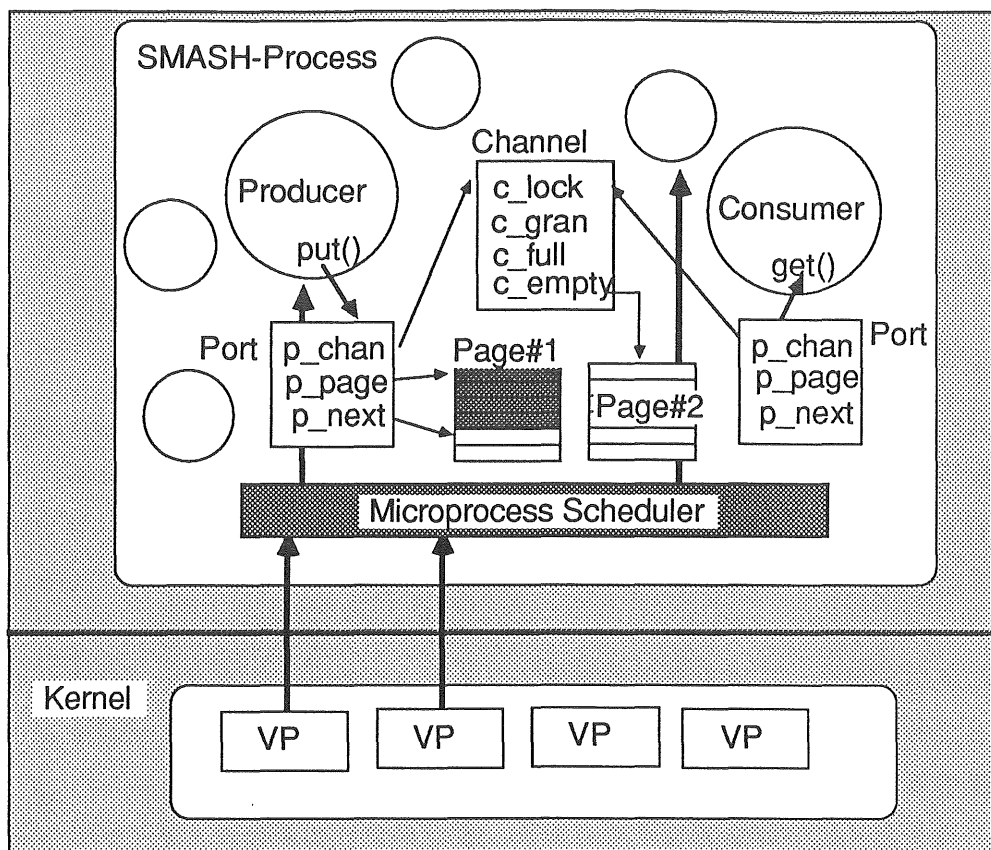 SMASH-Process
Channel
c_lock
c_gran
c_full
c_empty
Producer
put()
Consumer
get()
Port
p_chan
p_page
p_next
Page#1
Page#2
p_chan
p_page
p_next
Port
Microprocess Scheduler
Kernel
VP
VP
VP
VP